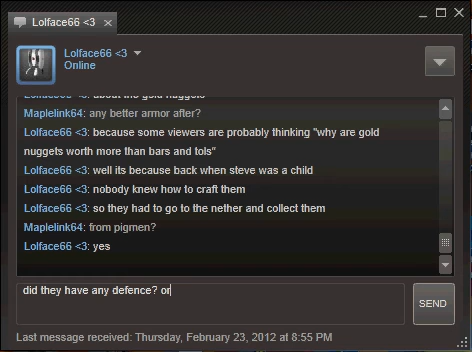 Lolface66 <3
Lolface66 <3
Online
Lolface66 <3: about the gold nuggets
Maplelink64: any better armor after?
Lolface66 <3: because some viewers are probably thinking "why are gold
nuggets worth more than bars and tols"
Lolface66 <3: well its because back when steve was a child
Lolface66 <3: nobody knew how to craft them
Lolface66 <3: so they had to go to the nether and collect them
Maplelink64: from pigmen?
Lolface66 <3: yes
did they have any defence? or
SEND
Last message received: Thursday, February 23, 2012 at 8:55 PM